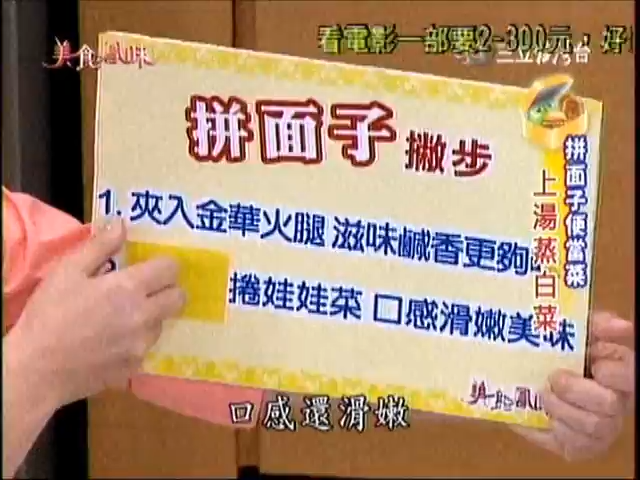 看電影一部要2-300元，好
美食鳳味
三立台灣台
拼面子撇步
1. 夾入金華火腿 滋味鹹香更夠
捲娃娃菜 口感滑嫩美味
拼面子便當菜
上湯蒸白菜
美食鳳
口感還滑嫩